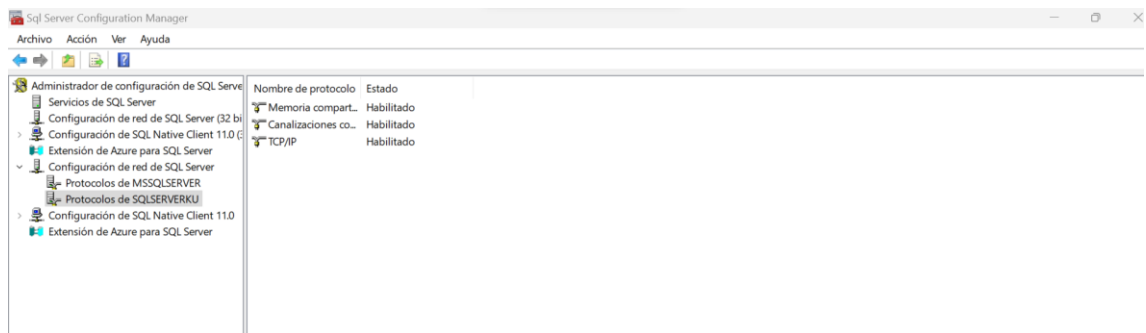 Sql Server Configuration Manager
Archivo Acción Ver Ayuda
Administrador de configuración de SQL Serve
Servicios de SQL Server
Configuración de red de SQL Server (32 bi
Configuración de SQL Native Client 11.0 (3
Extensión de Azure para SQL Server
Configuración de red de SQL Server
Protocolos de MSSQLSERVER
Protocolos de SQLSERVERKU
Configuración de SQL Native Client 11.0
Extensión de Azure para SQL Server
Nombre de protocolo Estado
Memoria compart... Habilitado
Canalizaciones co... Habilitado
TCP/IP Habilitado